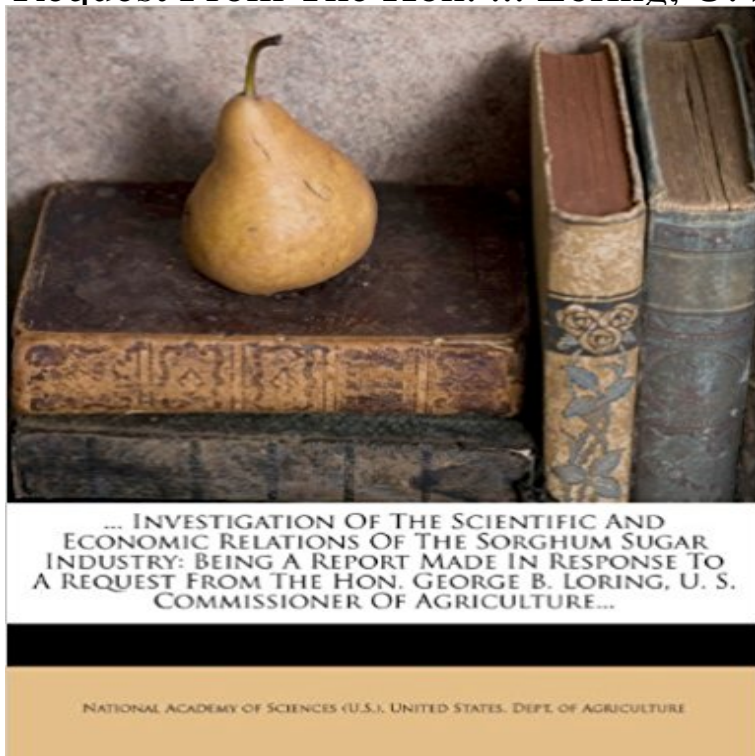 ... INVESTIGATION OF THE SCIENTIFIC AND
ECONOMIC RELATIONS OF THE SORGHUM SUGAR
INDUSTRY: BEING A REPORT MADE IN RESPONSE TO
A REQUEST FROM THE HON. GEORGE B. LORING, U. S.
COMMISSIONER OF AGRICULTURE...
NATIONAL ACADEMY OF SCIENCES (U.S.), UNITED STATES. DEPT. OF AGRICULTURE